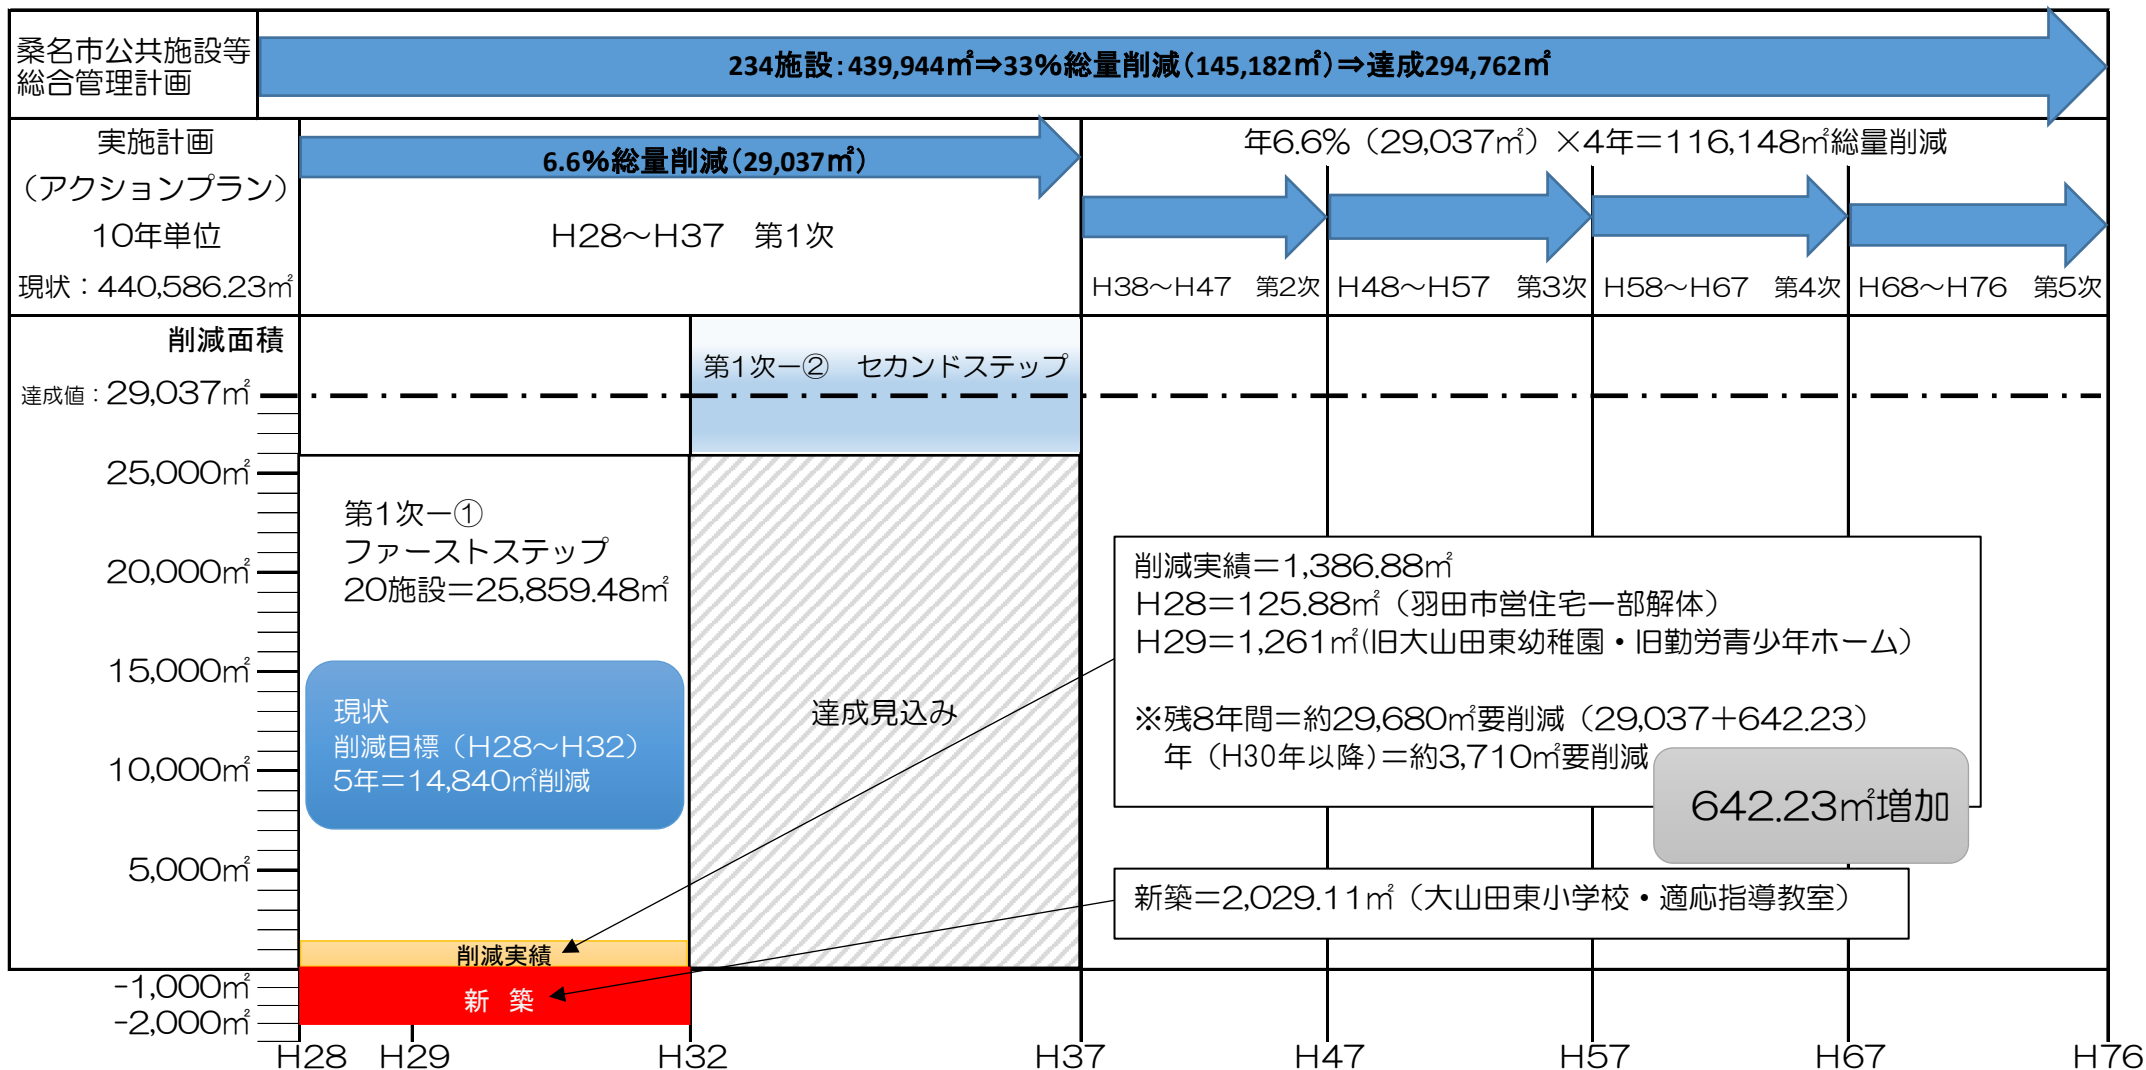 桑名市公共施設等
総合管理計画
234施設：439,944㎡⇒33%総量削減（145,182㎡）⇒達成294,762㎡
実施計画
（アクションプラン）
10年単位
現状：440,586.23㎡
6.6%総量削減（29,037㎡）
H28～H37　第1次
年6.6%（29,037㎡）×4年＝116,148㎡総量削減
H38～H47　第2次
H48～H57　第3次
H58～H67　第4次
H68～H76　第5次
削減面積
達成値：29,037㎡
25,000㎡
20,000㎡
15,000㎡
10,000㎡
5,000㎡
-1,000㎡
-2,000㎡
第1次ー②　セカンドステップ
第1次ー①
ファーストステップ
20施設＝25,859.48㎡
現状
削減目標（H28～H32）
5年＝14,840㎡削減
達成見込み
削減実績＝1,386.88㎡
H28＝125.88㎡（羽田市営住宅一部解体）
H29＝1,261㎡(旧大山田東幼稚園・旧勤労青少年ホーム）
※残8年間＝約29,680㎡要削減（29,037＋642.23）
年（H30年以降)＝約3,710㎡要削減
642.23㎡増加
新築＝2,029.11㎡（大山田東小学校・適応指導教室）
削減実績
新　築
H28
H29
H32
H37
H47
H57
H67
H76